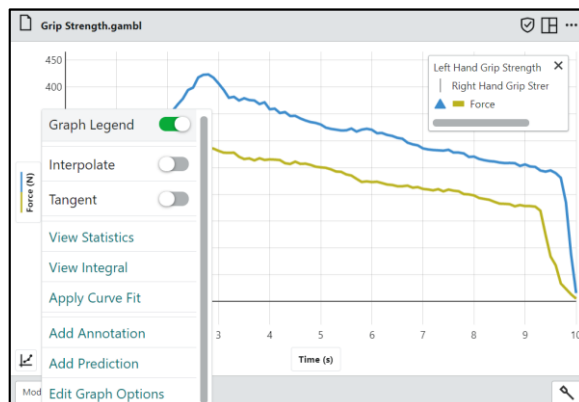 Grip Strength.gambl
450
400
Left Hand Grip Strength
Right Hand Grip Strer
Force
Graph Legend
Interpolate
Tangent
View Statistics
View Integral
Apply Curve Fit
Add Annotation
Add Prediction
Edit Graph Options
Force (N)
3 4 5 6 7 8 9 10
Time (s)
Mod